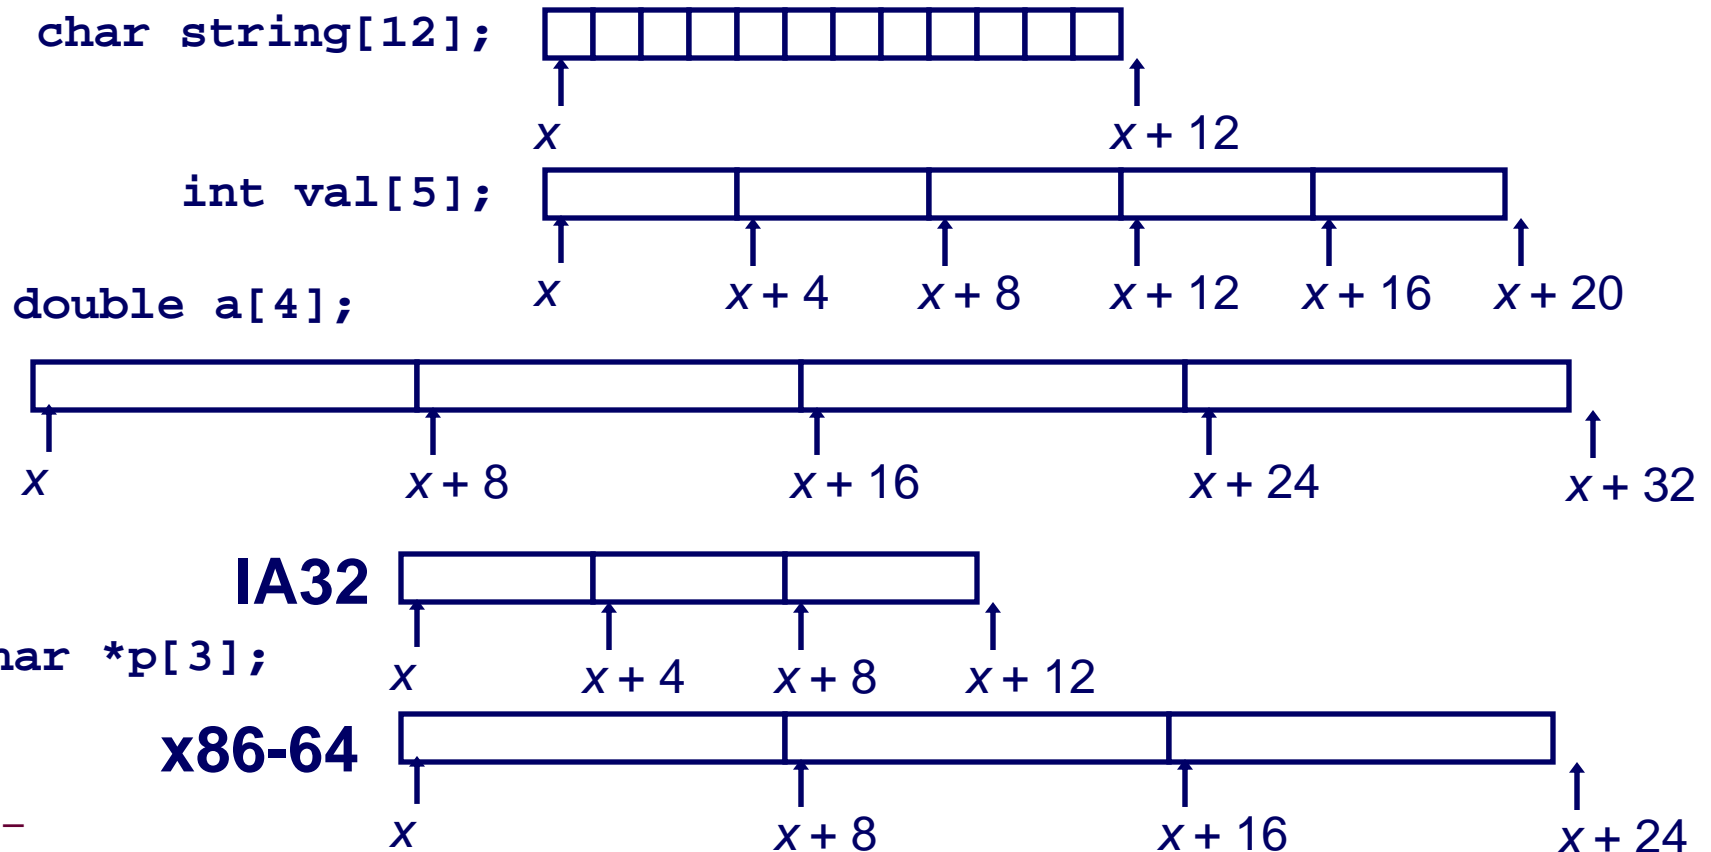 char string[12];
x x + 12
int val[5];
x x + 4 x + 8 x + 12 x + 16 x + 20
double a[4];
x x + 8 x + 16 x + 24 x + 32
IA32
*p[3];
x x + 4 x + 8 x + 12
x86-64
x x + 8 x + 16 x + 24